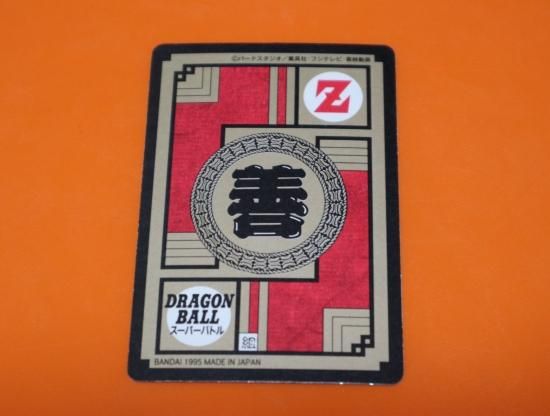 ©バードスタジオ／集英社・フジテレビ・東映動画
Z
善
DRAGON
BALL
スーパーバトル
BANDAI 1995 MADE IN JAPAN